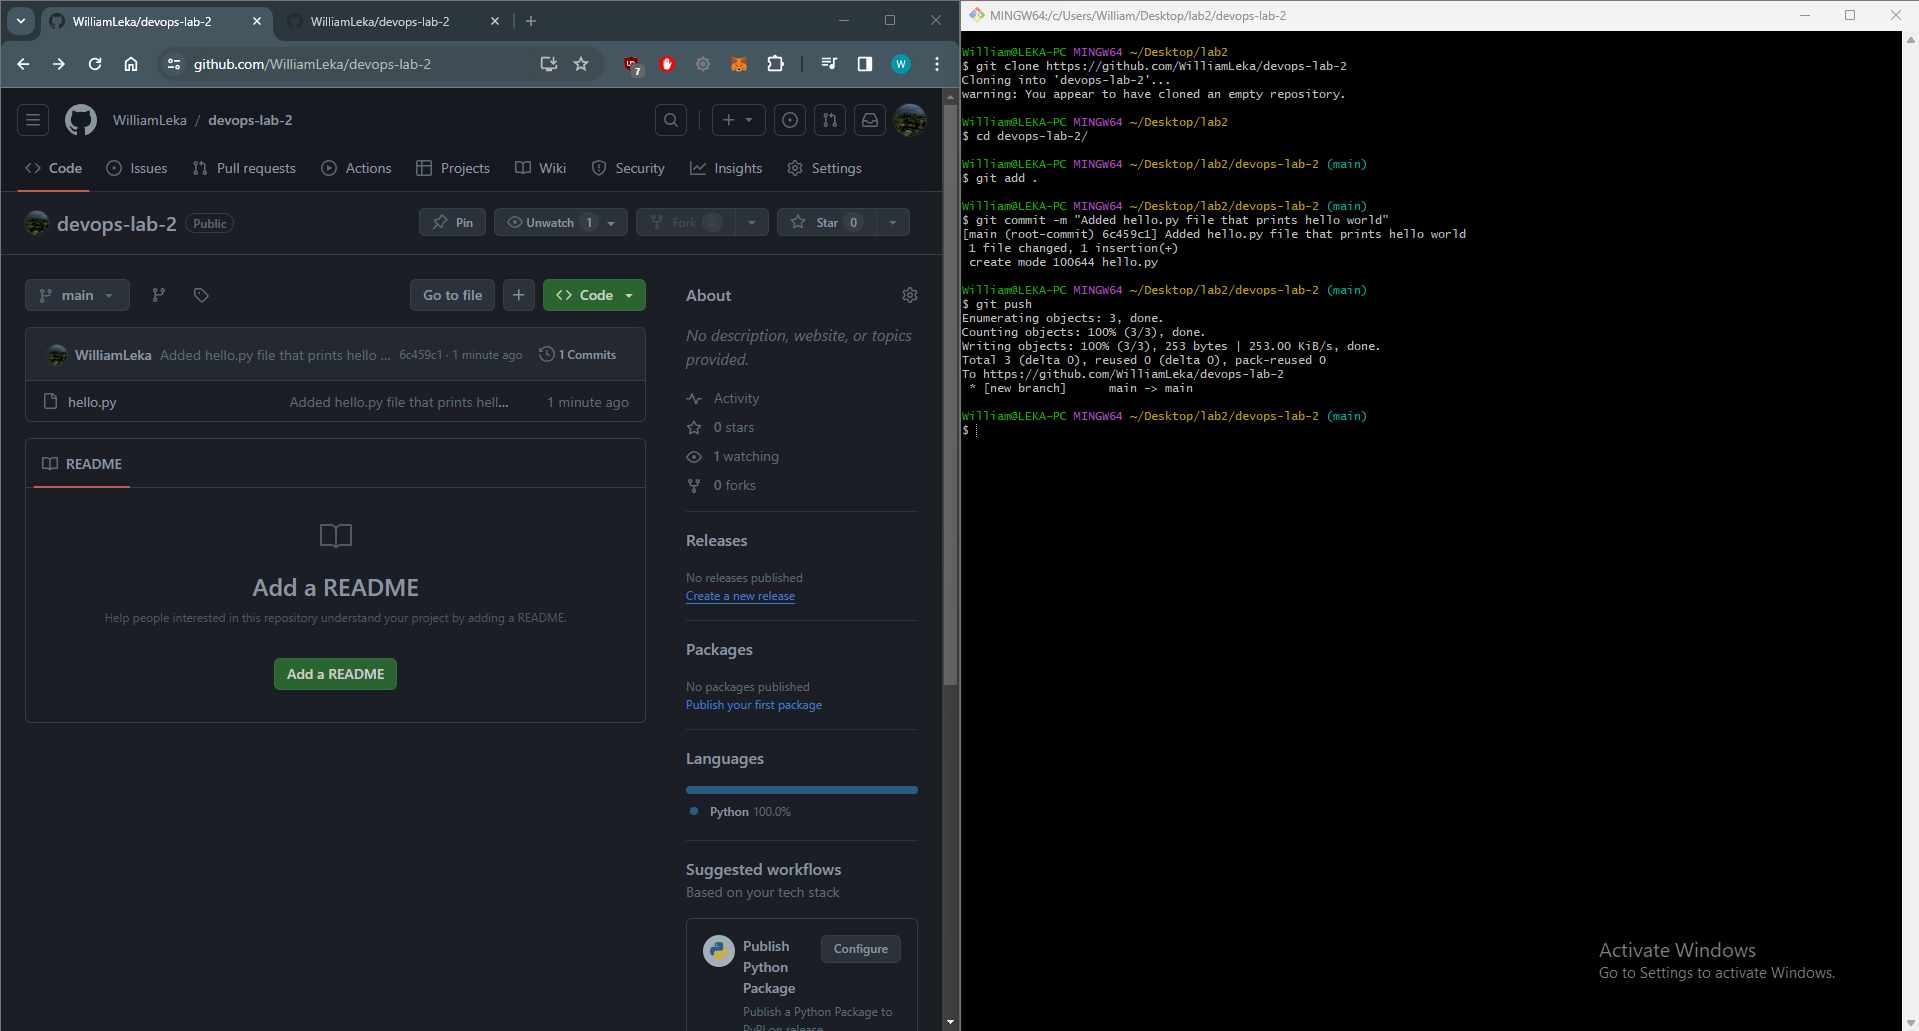 WilliamLeka/devops-lab-2
WilliamLeka/devops-lab-2
github.com/WilliamLeka/devops-lab-2
7
W
WilliamLeka / devops-lab-2
Code
Issues
Pull requests
Actions
Projects
Wiki
Security
Insights
Settings
devops-lab-2
Public
Pin
Unwatch 1
Fork 0
Star 0
main
Go to file
Code
WilliamLeka Added hello.py file that prints hello ... 6c459c1 · 1 minute ago 1 Commits
hello.py Added hello.py file that prints hell... 1 minute ago
README
Add a README
Help people interested in this repository understand your project by adding a README.
Add a README
About
No description, website, or topics
provided.
Activity
0 stars
1 watching
0 forks
Releases
No releases published
Create a new release
Packages
No packages published
Publish your first package
Languages
Python 100.0%
Suggested workflows
Based on your tech stack
Publish
Python
Package
Configure
Publish a Python Package to
PyPI on release.
MINGW64:/c/Users/William/Desktop/lab2/devops-lab-2
William@LEKA-PC MINGW64 ~/Desktop/lab2
$ git clone https://github.com/WilliamLeka/devops-lab-2
Cloning into 'devops-lab-2'...
warning: You appear to have cloned an empty repository.
William@LEKA-PC MINGW64 ~/Desktop/lab2
$ cd devops-lab-2/
William@LEKA-PC MINGW64 ~/Desktop/lab2/devops-lab-2 (main)
$ git add .
William@LEKA-PC MINGW64 ~/Desktop/lab2/devops-lab-2 (main)
$ git commit -m "Added hello.py file that prints hello world"
[main (root-commit) 6c459c1] Added hello.py file that prints hello world
1 file changed, 1 insertion(+)
create mode 100644 hello.py
William@LEKA-PC MINGW64 ~/Desktop/lab2/devops-lab-2 (main)
$ git push
Enumerating objects: 3, done.
Counting objects: 100% (3/3), done.
Writing objects: 100% (3/3), 253 bytes | 253.00 KiB/s, done.
Total 3 (delta 0), reused 0 (delta 0), pack-reused 0
To https://github.com/WilliamLeka/devops-lab-2
* [new branch] main -> main
William@LEKA-PC MINGW64 ~/Desktop/lab2/devops-lab-2 (main)
$
Activate Windows
Go to Settings to activate Windows.